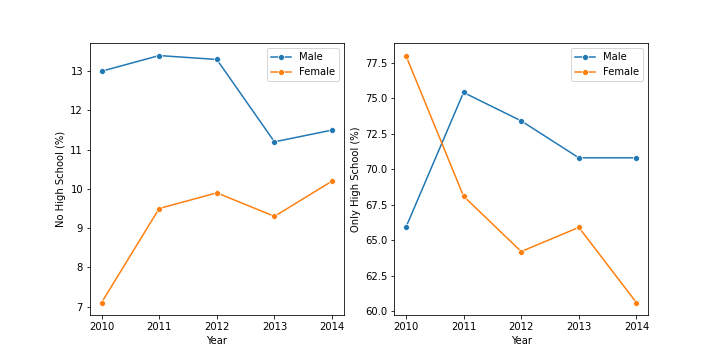 No High School (%)
13
12
11
10
9
8
7
2010 2011 2012 2013 2014
Year
Male
Female
Only High School (%)
77.5
75.0
72.5
70.0
67.5
65.0
62.5
60.0
2010 2011 2012 2013 2014
Year
Male
Female